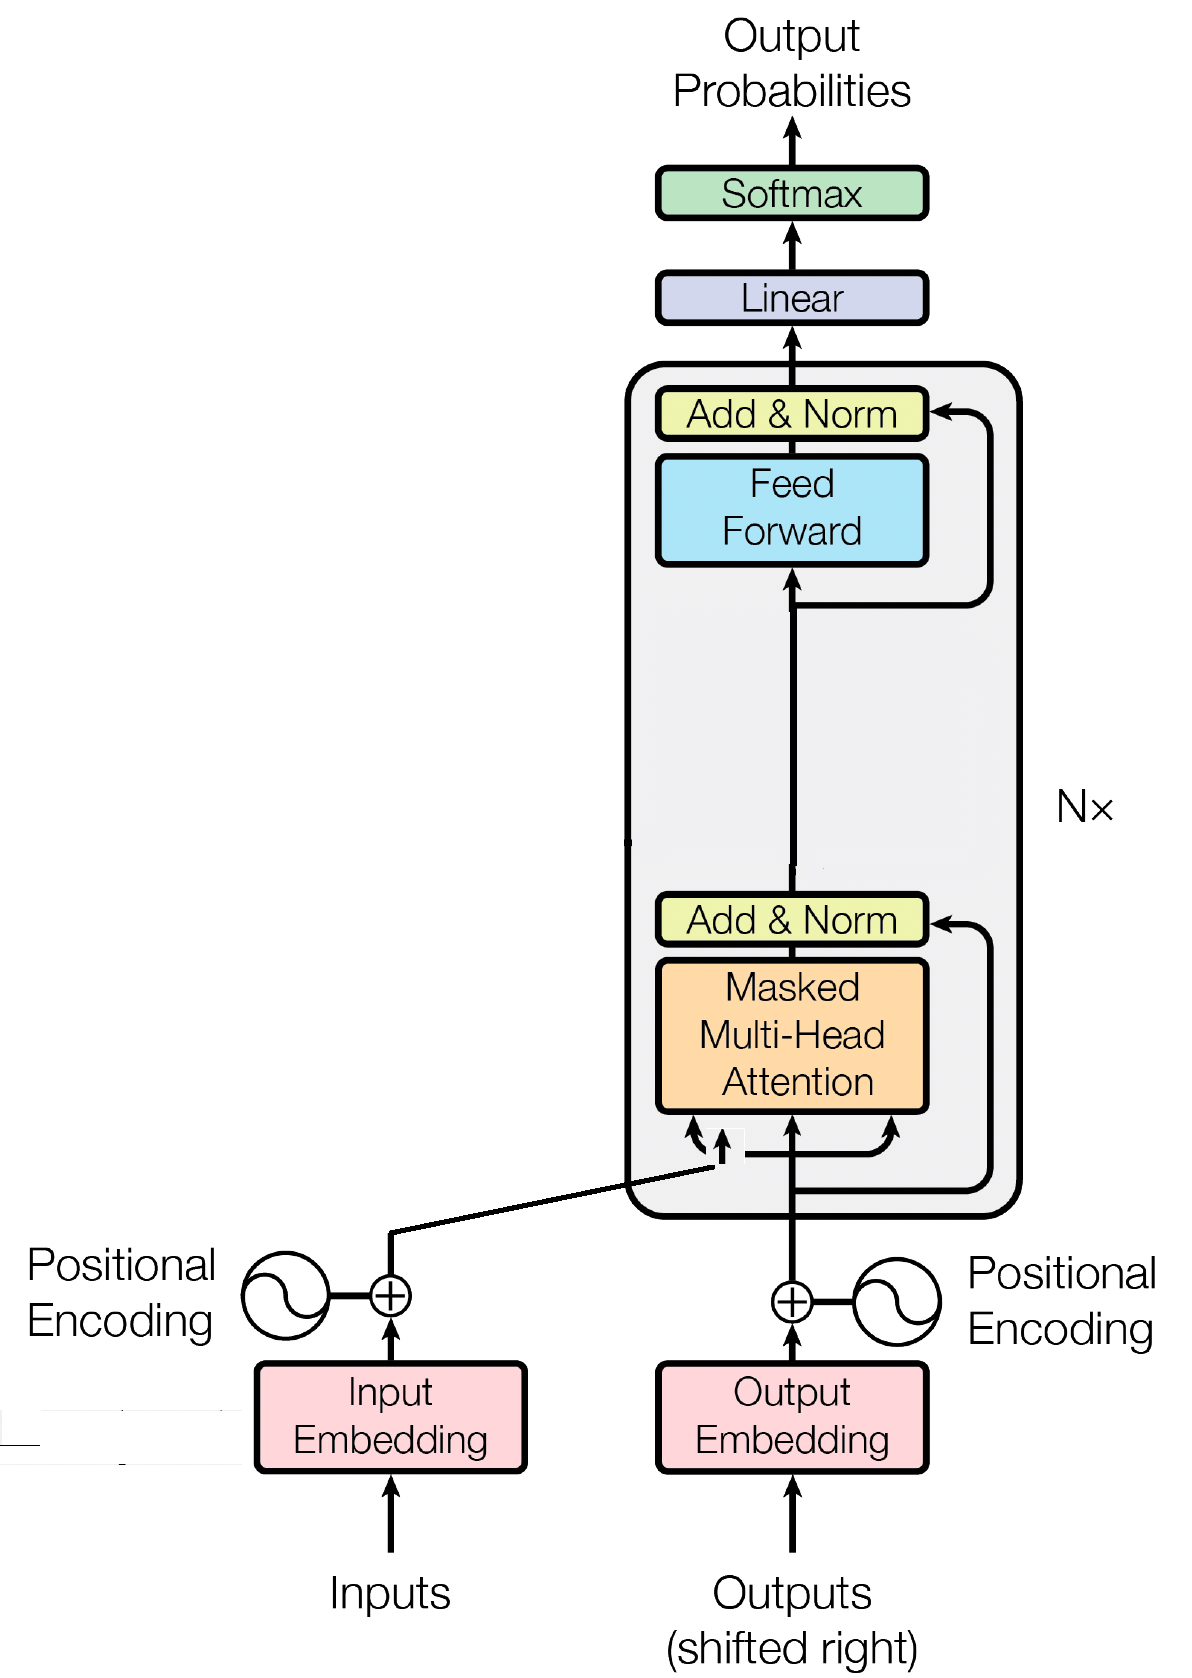 Output
Probabilities
Softmax
Linear
Add & Norm
Feed
Forward
N×
Add & Norm
Masked
Multi-Head
Attention
Positional
Encoding
Positional
Encoding
Input
Embedding
Output
Embedding
Inputs
Outputs
(shifted right)